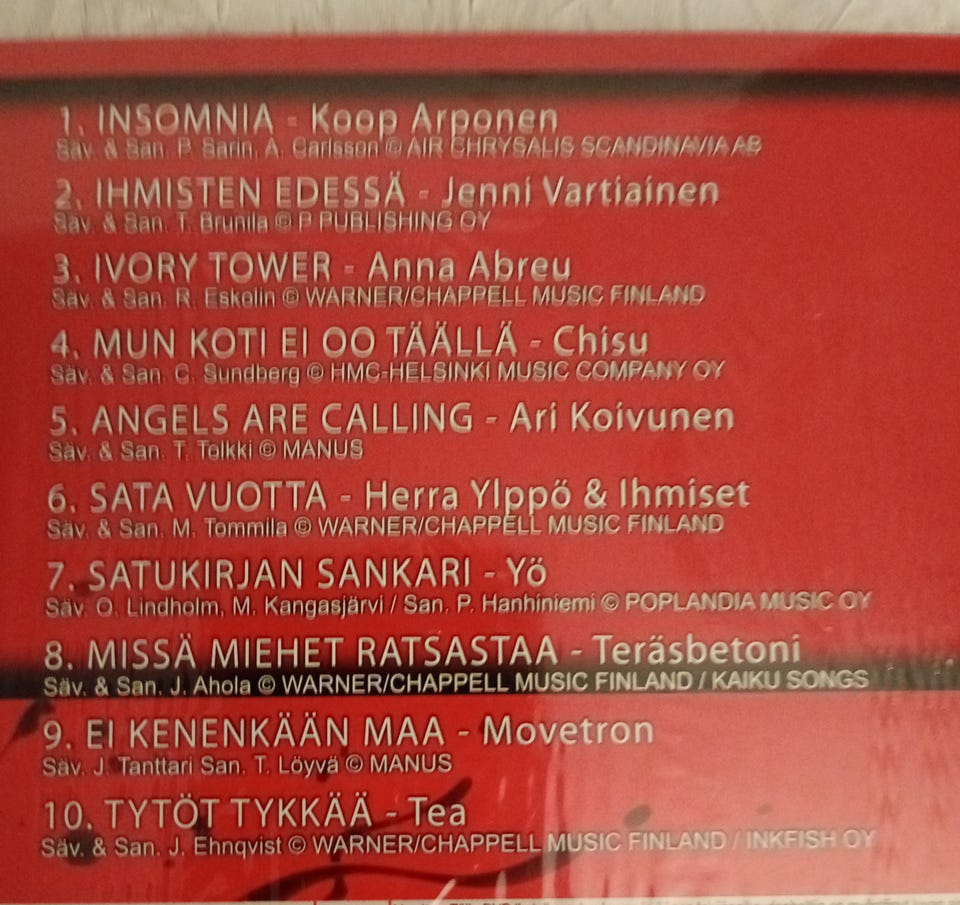 1. INSOMNIA - Koop Arponen
Säv. & San. P. Sarin, A. Carlsson © AIR CHRYSALIS SCANDINAVIA AB
2. IHMISTEN EDESSÄ - Jenni Vartiainen
Säv. & San. T. Brunila © P PUBLISHING OY
3. IVORY TOWER - Anna Abreu
Säv. & San. R. Eskolin © WARNER/CHAPPELL MUSIC FINLAND
4. MUN KOTI EI OO TÄÄLLÄ - Chisu
Säv. & San. C. Sundberg © HMC-HELSINKI MUSIC COMPANY OY
5. ANGELS ARE CALLING - Ari Koivunen
Säv. & San. T. Tolkki © MANUS
6. SATA VUOTTA - Herra Ylppö & Ihmiset
Säv. & San. M. Tommila © WARNER/CHAPPELL MUSIC FINLAND
7. SATUKIRJAN SANKARI - Yö
Säv. O. Lindholm, M. Kangasjärvi / San. P. Hanhiniemi © POPLANDIA MUSIC OY
8. MISSÄ MIEHET RATSASTAA - Teräsbetoni
Säv. & San. J. Ahola © WARNER/CHAPPELL MUSIC FINLAND / KAIKU SONGS
9. EI KENENKÄÄN MAA - Movetron
Säv. J. Tanttari San. T. Löyvä © MANUS
10. TYTÖT TYKKÄÄ - Tea
Säv. & San. J. Ehnqvist © WARNER/CHAPPELL MUSIC FINLAND / INKFISH OY